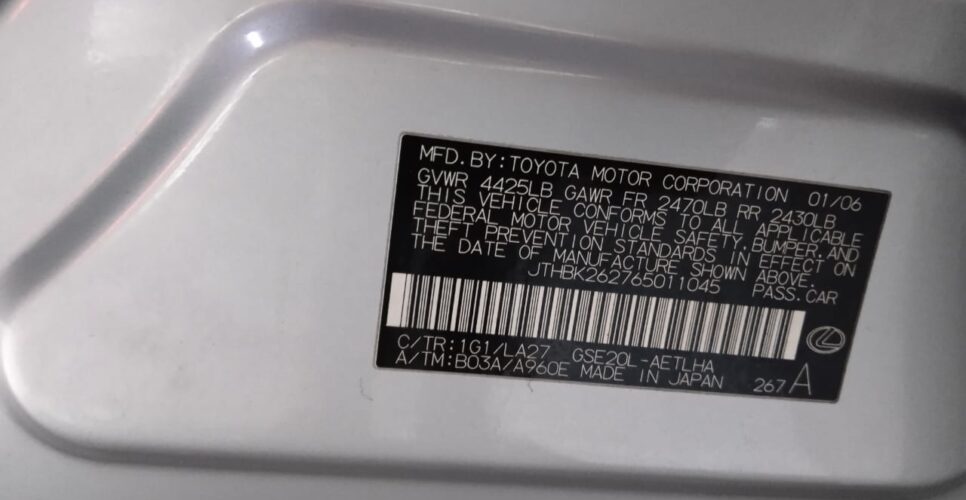 MFD.BY:TOYOTA MOTOR CORPORATION 01/06
GVWR 4425LB GAWR FR 2470LB RR 2430LB
THIS VEHICLE CONFORMS TO ALL APPLICABLE
FEDERAL MOTOR VEHICLE SAFETY,BUMPER,AND
THEFT PREVENTION STANDARDS IN EFFECT ON
THE DATE OF MANUFACTURE SHOWN ABOVE.
JTHBK262765011045 PASS.CAR
C/TR:1G1/LA27 GSE20L-AETLHA
A/TM:B03A/A960E MADE IN JAPAN 267 A